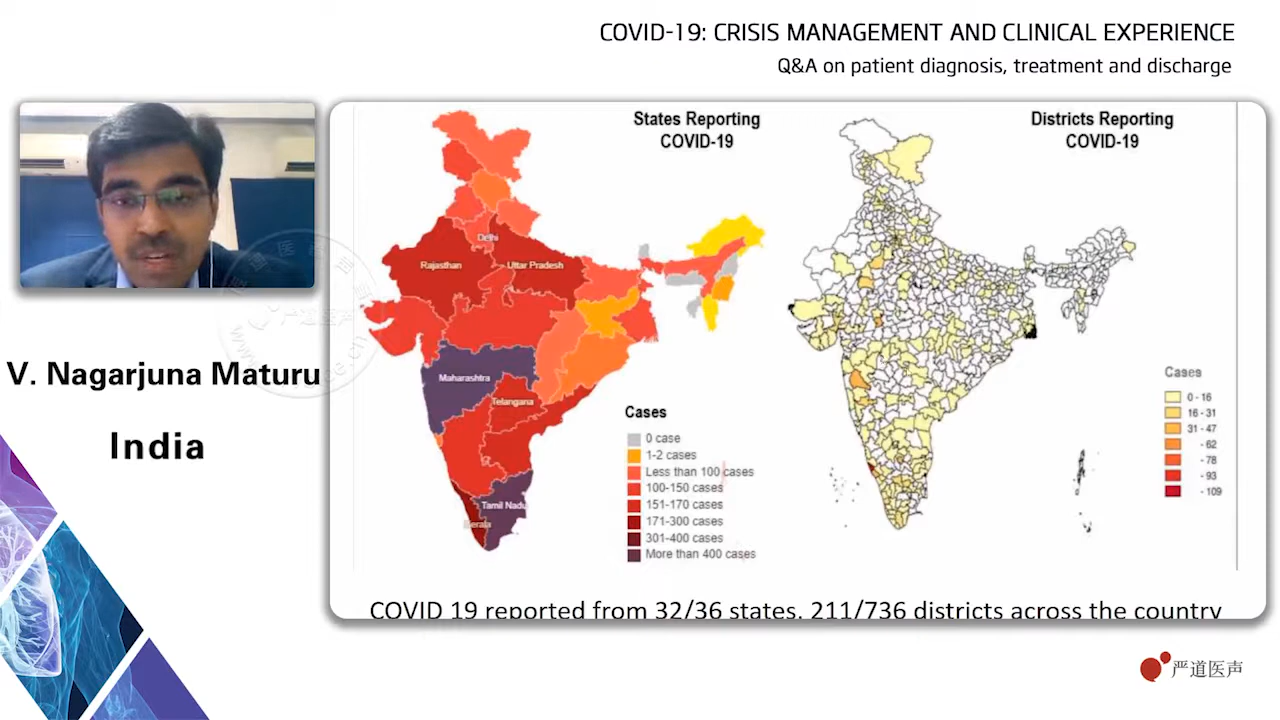 COVID-19: CRISIS MANAGEMENT AND CLINICAL EXPERIENCE
Q&A on patient diagnosis, treatment and discharge
V. Nagarjuna Maturu
India
States Reporting
COVID-19
Delhi
Rajasthan
Uttar Pradesh
Maharashtra
Telangana
Tamil Nadu
Kerala
Cases
0 case
1-2 cases
Less than 100 cases
100-150 cases
151-170 cases
171-300 cases
301-400 cases
More than 400 cases
Districts Reporting
COVID-19
Cases
0 - 16
16 - 31
31 - 47
- 62
- 78
- 93
- 109
COVID 19 reported from 32/36 states, 211/736 districts across the country
严道医声